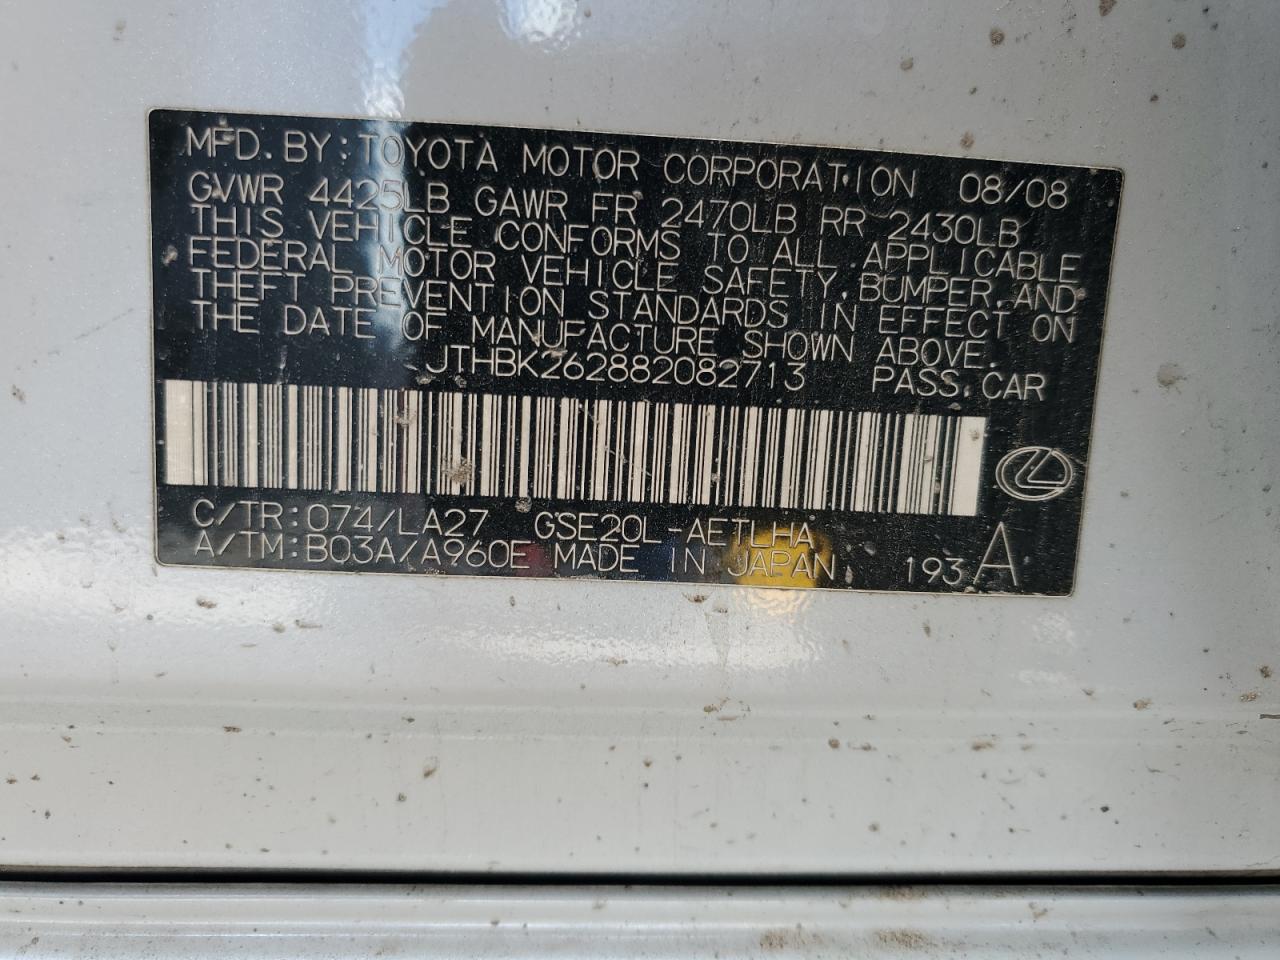 MFD. BY: TOYOTA MOTOR CORPORATION 08/08
GVWR 4425LB GAWR FR 2470LB RR 2430LB
THIS VEHICLE CONFORMS TO ALL APPLICABLE
FEDERAL MOTOR VEHICLE SAFETY, BUMPER, AND
THEFT PREVENTION STANDARDS IN EFFECT ON
THE DATE OF MANUFACTURE SHOWN ABOVE.
JTHBK262882082713 PASS. CAR
C/TR: 074/LA27 GSE20L-AETLHA
A/TM: B03A/A960E MADE IN JAPAN 193 A